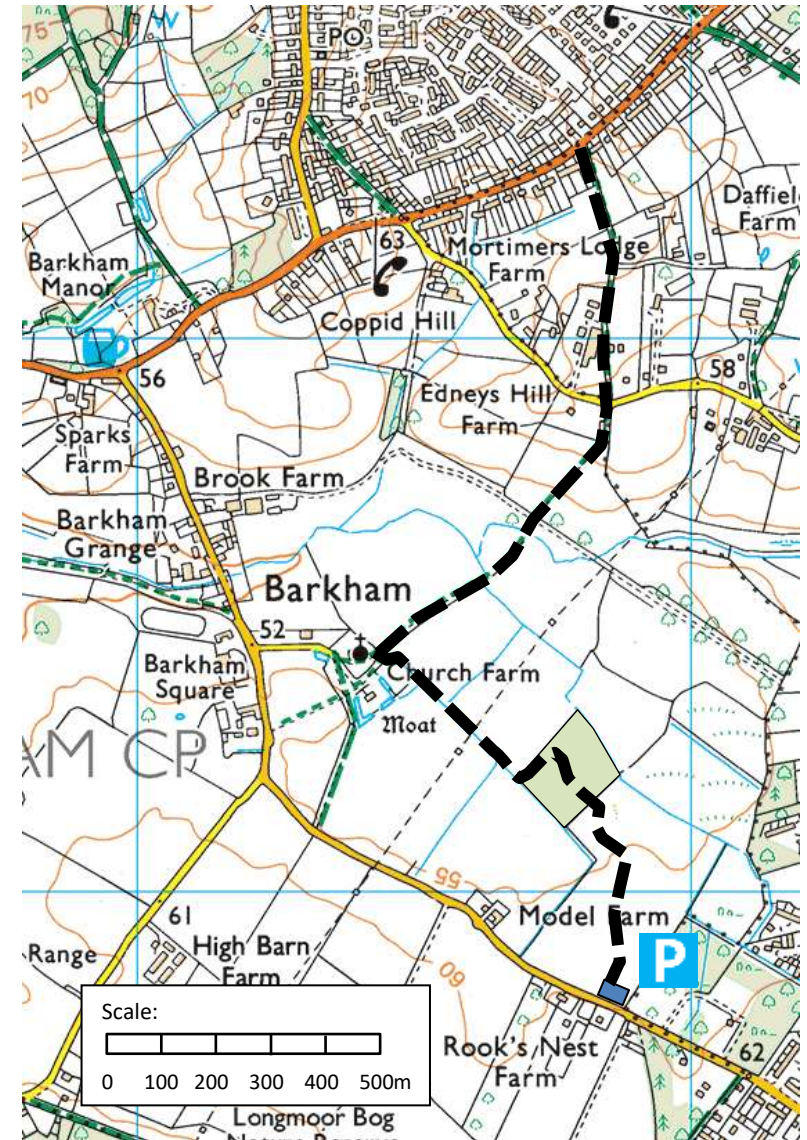 75
W
PO
70
Daffield
Farm
63
Mortimers Lodge
Farm
Barkham
Manor
Coppid Hill
58
56
Edneys Hill
Farm
Sparks
Farm
Brook Farm
Barkham
Grange
Barkham
52
Church Farm
Barkham
Square
Moat
AM CP
55
61
Model Farm
High Barn
Farm
Range
60
P
Scale:
0 100 200 300 400 500m
Rook's Nest
Farm
62
Longmoor Bog
Nature Reserve